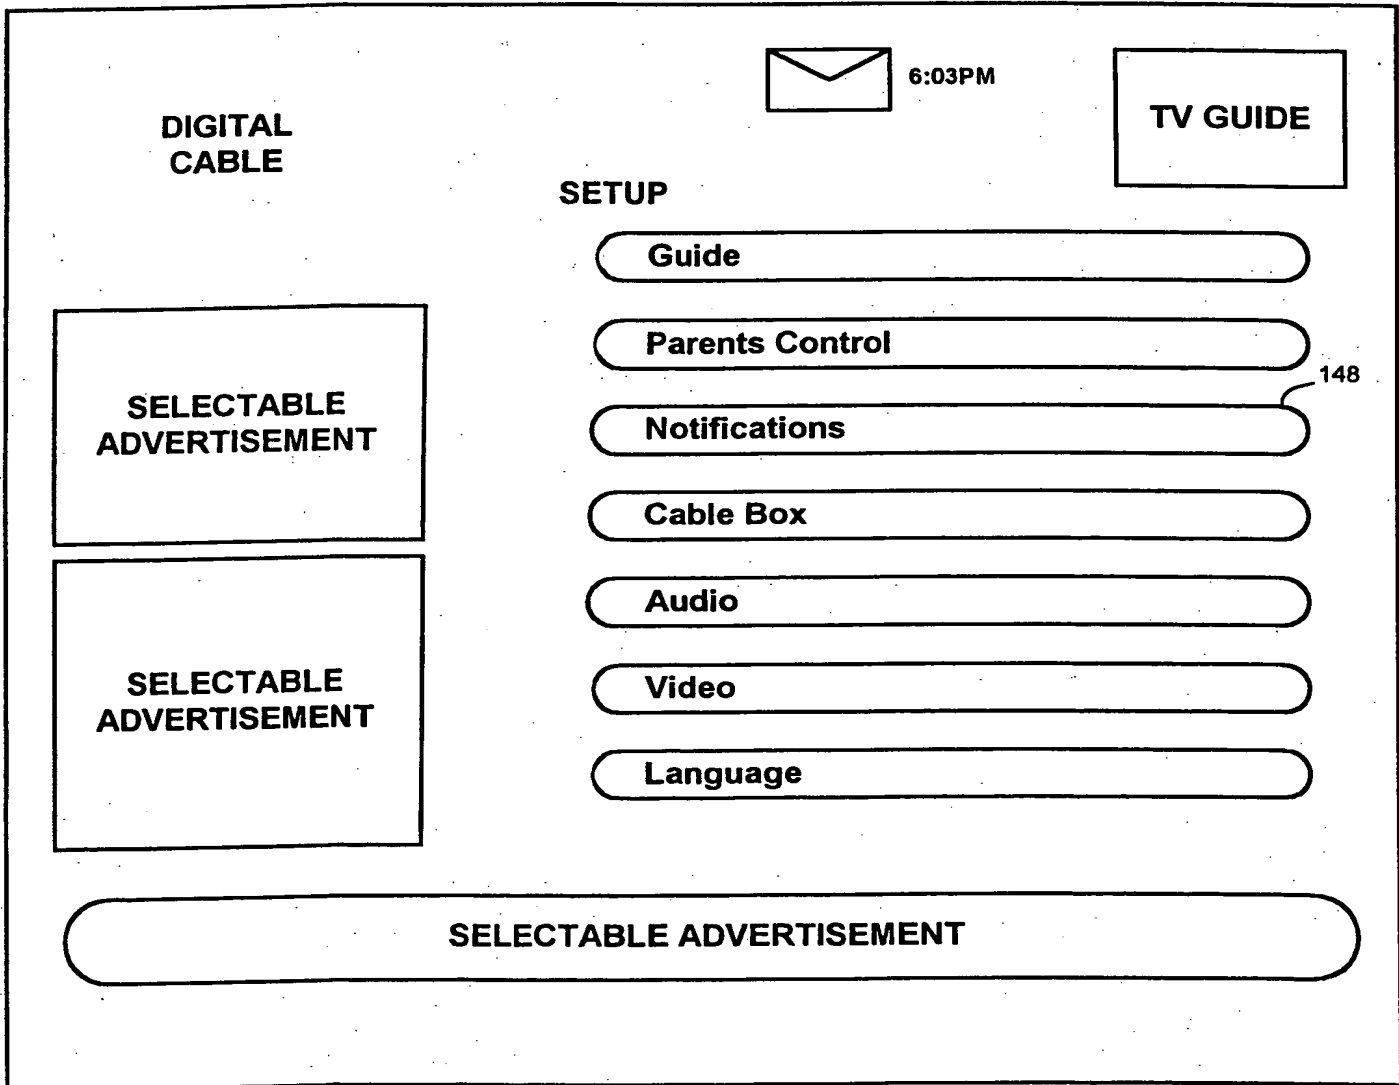 6:03PM
TV GUIDE
DIGITAL
CABLE
SETUP
Guide
Parents Control
148
Notifications
Cable Box
Audio
Video
Language
SELECTABLE
ADVERTISEMENT
SELECTABLE
ADVERTISEMENT
SELECTABLE ADVERTISEMENT